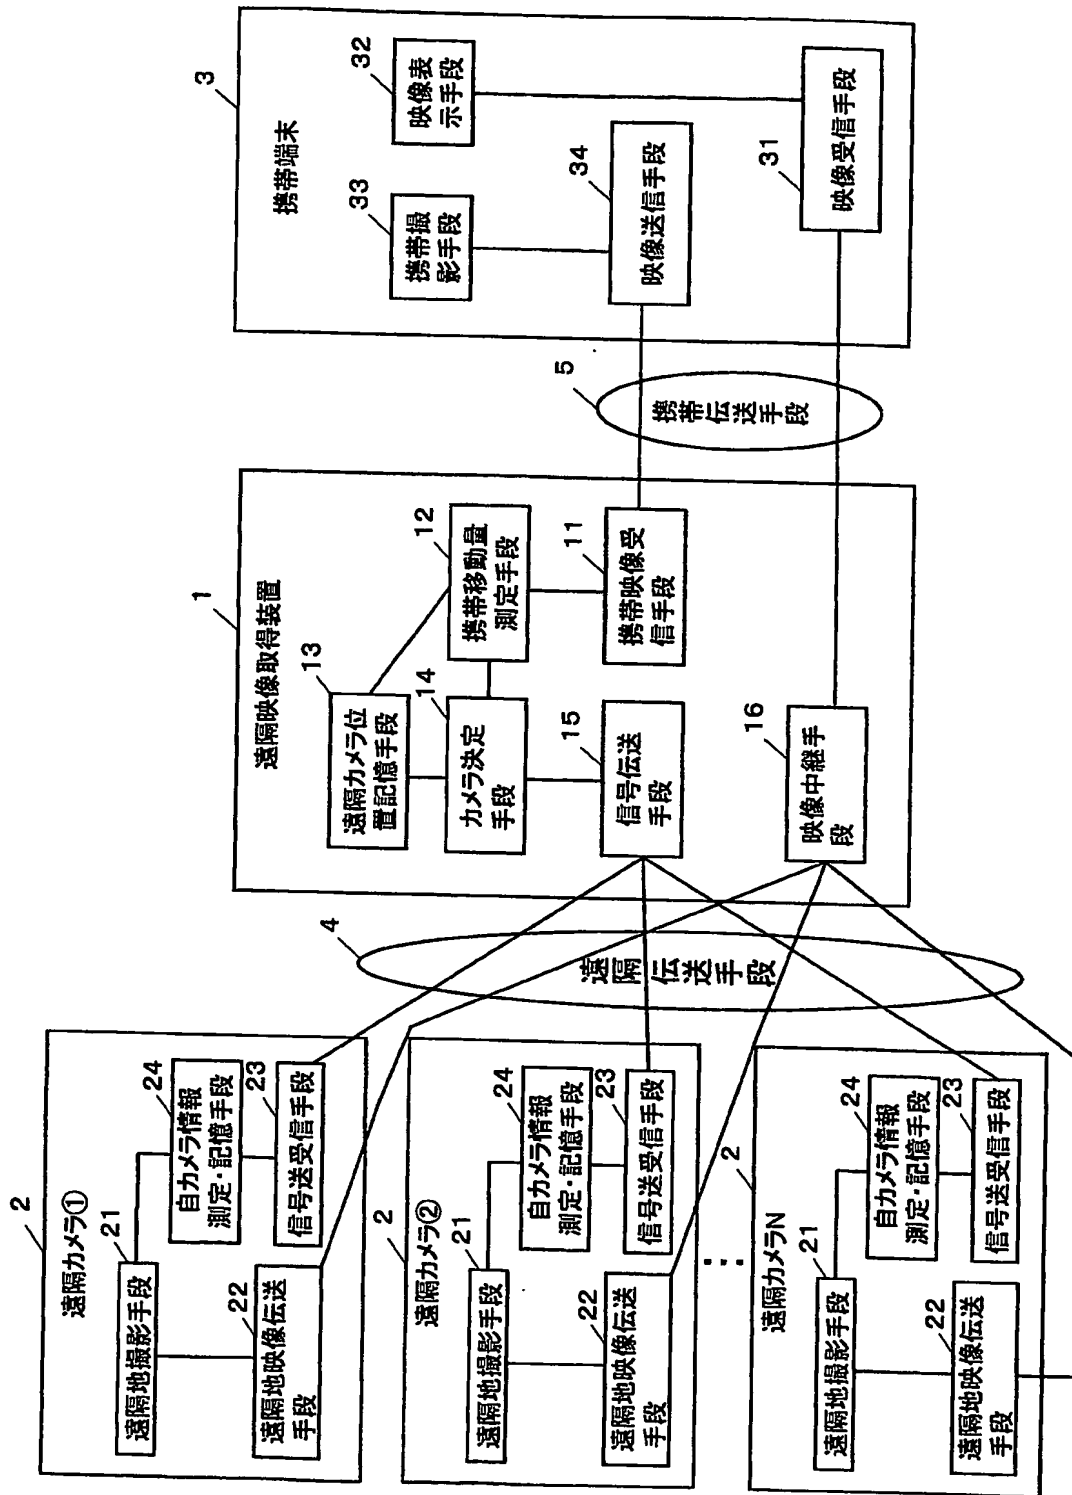 2
遠隔カメラ①
21
遠隔地撮影手段
24
自カメラ情報
測定・記憶手段
22
遠隔地映像伝送
手段
23
信号送受信手段
2
遠隔カメラ②
21
遠隔地撮影手段
24
自カメラ情報
測定・記憶手段
22
遠隔地映像伝送
手段
23
信号送受信手段
2
遠隔カメラN
21
遠隔地撮影手段
24
自カメラ情報
測定・記憶手段
22
遠隔地映像伝送
手段
23
信号送受信手段
4
遠隔伝送手段
1
遠隔映像取得装置
13
遠隔カメラ位
置記憶手段
14
カメラ決定
手段
12
携帯移動量
測定手段
15
信号伝送
手段
11
携帯映像受
信手段
16
映像中継手
段
5
携帯伝送手段
3
携帯端末
33
携帯撮
影手段
32
映像表
示手段
34
映像送信手段
31
映像受信手段